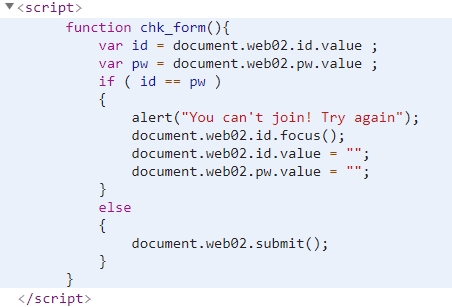 ▼<script>
function chk_form(){
var id = document.web02.id.value ;
var pw = document.web02.pw.value ;
if ( id == pw )
{
alert("You can't join! Try again");
document.web02.id.focus();
document.web02.id.value = "";
document.web02.pw.value = "";
}
else
{
document.web02.submit();
}
}
</script>